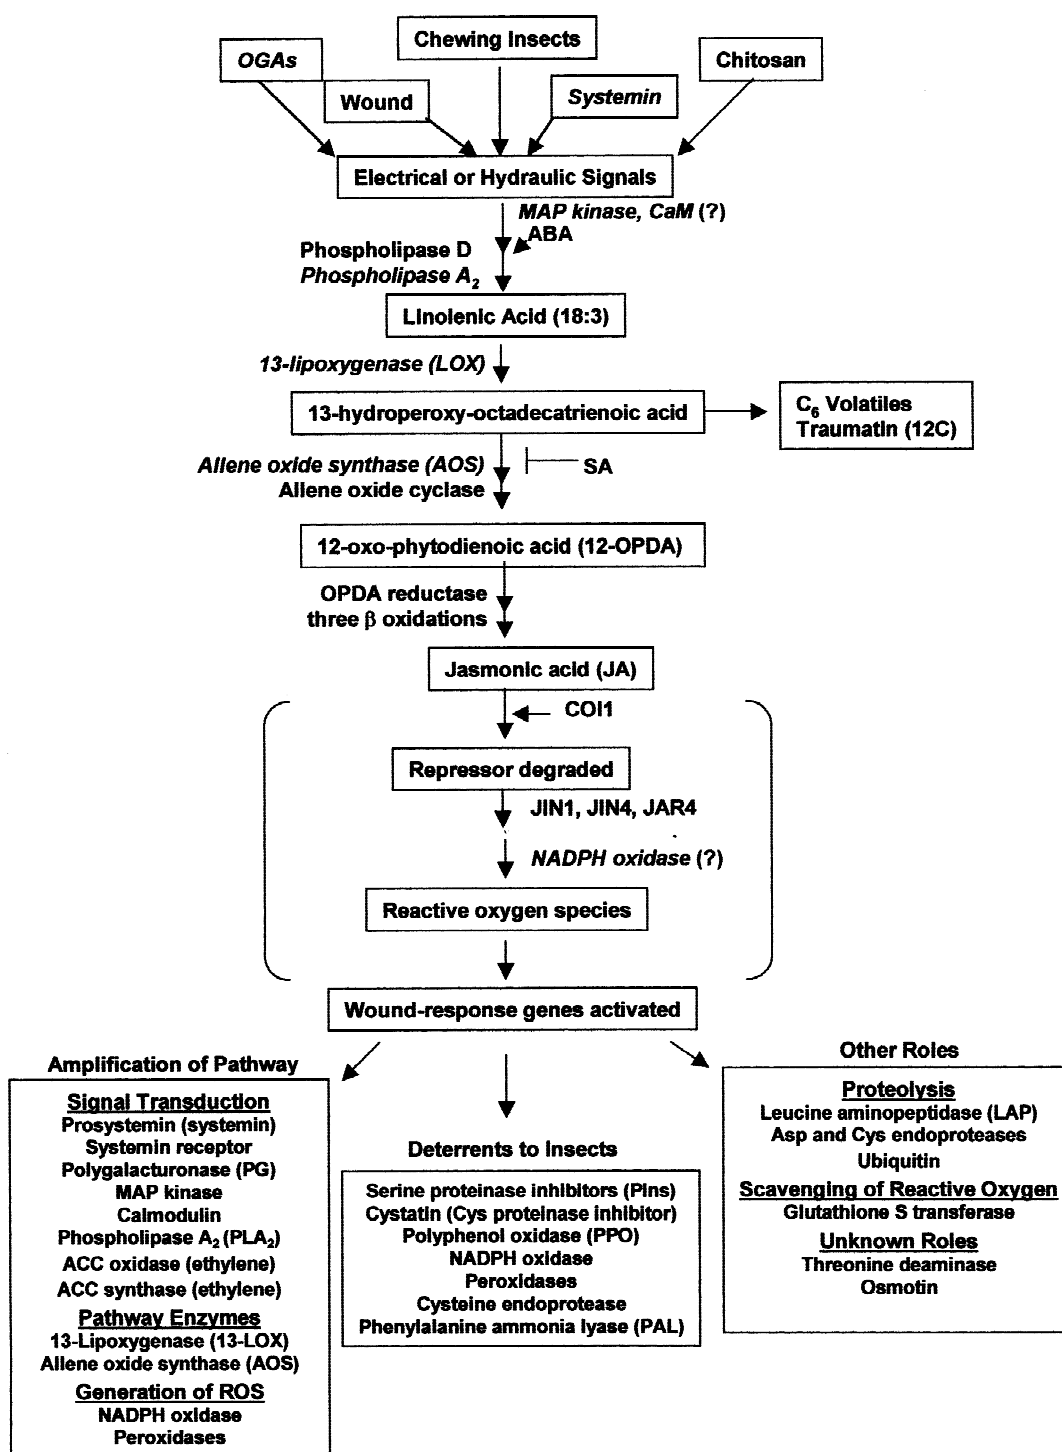 Chewing Insects
OGAs
Chitosan
Wound
Systemin
Electrical or Hydraulic Signals
MAP kinase, CaM (?)
ABA
Phospholipase D
Phospholipase A2
Linolenic Acid (18:3)
13-lipoxygenase (LOX)
13-hydroperoxy-octadecatrienoic acid
C6 Volatiles
Traumatin (12C)
Allene oxide synthase (AOS)
SA
Allene oxide cyclase
12-oxo-phytodienoic acid (12-OPDA)
OPDA reductase
three β oxidations
Jasmonic acid (JA)
COI1
Repressor degraded
JIN1, JIN4, JAR4
NADPH oxidase (?)
Reactive oxygen species
Wound-response genes activated
Amplification of Pathway
Signal Transduction
Prosystemin (systemin)
Systemin receptor
Polygalacturonase (PG)
MAP kinase
Calmodulin
Phospholipase A2 (PLA2)
ACC oxidase (ethylene)
ACC synthase (ethylene)
Pathway Enzymes
13-Lipoxygenase (13-LOX)
Allene oxide synthase (AOS)
Generation of ROS
NADPH oxidase
Peroxidases
Deterrents to Insects
Serine proteinase inhibitors (Pins)
Cystatin (Cys proteinase inhibitor)
Polyphenol oxidase (PPO)
NADPH oxidase
Peroxidases
Cysteine endoprotease
Phenylalanine ammonia lyase (PAL)
Other Roles
Proteolysis
Leucine aminopeptidase (LAP)
Asp and Cys endoproteases
Ubiquitin
Scavenging of Reactive Oxygen
Glutathione S transferase
Unknown Roles
Threonine deaminase
Osmotin